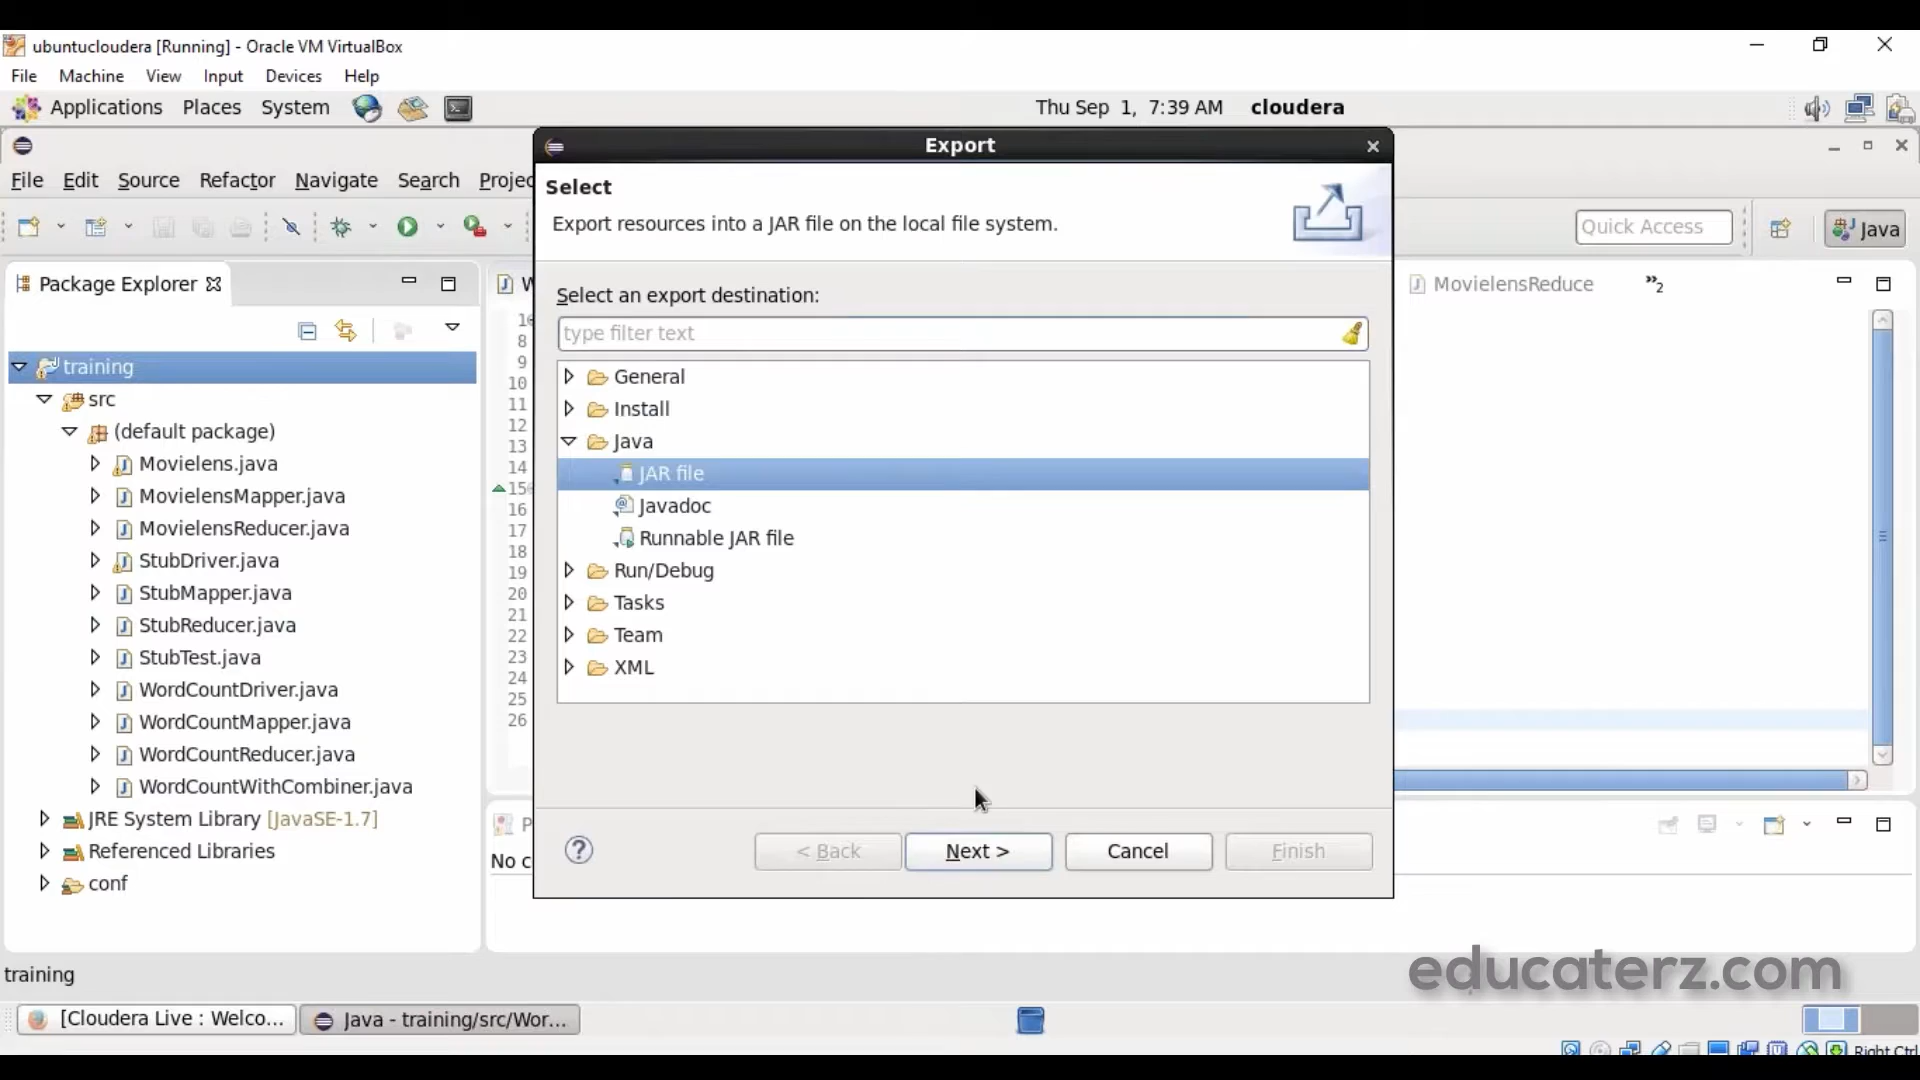 ubuntucloudera [Running] - Oracle VM VirtualBox
File Machine View Input Devices Help
Applications Places System Thu Sep 1, 7:39 AM cloudera
Export
File Edit Source Refactor Navigate Search Projec
Select
Export resources into a JAR file on the local file system.
Quick Access Java
Package Explorer
MovielensReduce
»2
Select an export destination:
type filter text
General
Install
Java
JAR file
Javadoc
Runnable JAR file
Run/Debug
Tasks
Team
XML
training
src
(default package)
Movielens.java
MovielensMapper.java
MovielensReducer.java
StubDriver.java
StubMapper.java
StubReducer.java
StubTest.java
WordCountDriver.java
WordCountMapper.java
WordCountReducer.java
WordCountWithCombiner.java
JRE System Library [JavaSE-1.7]
Referenced Libraries
conf
8
9
10
11
12
13
14
15
16
17
18
19
20
21
22
23
24
25
26
No c
? < Back Next > Cancel Finish
educaterz.com
training
[Cloudera Live : Welco... Java - training/src/Wor...
Right Ctrl